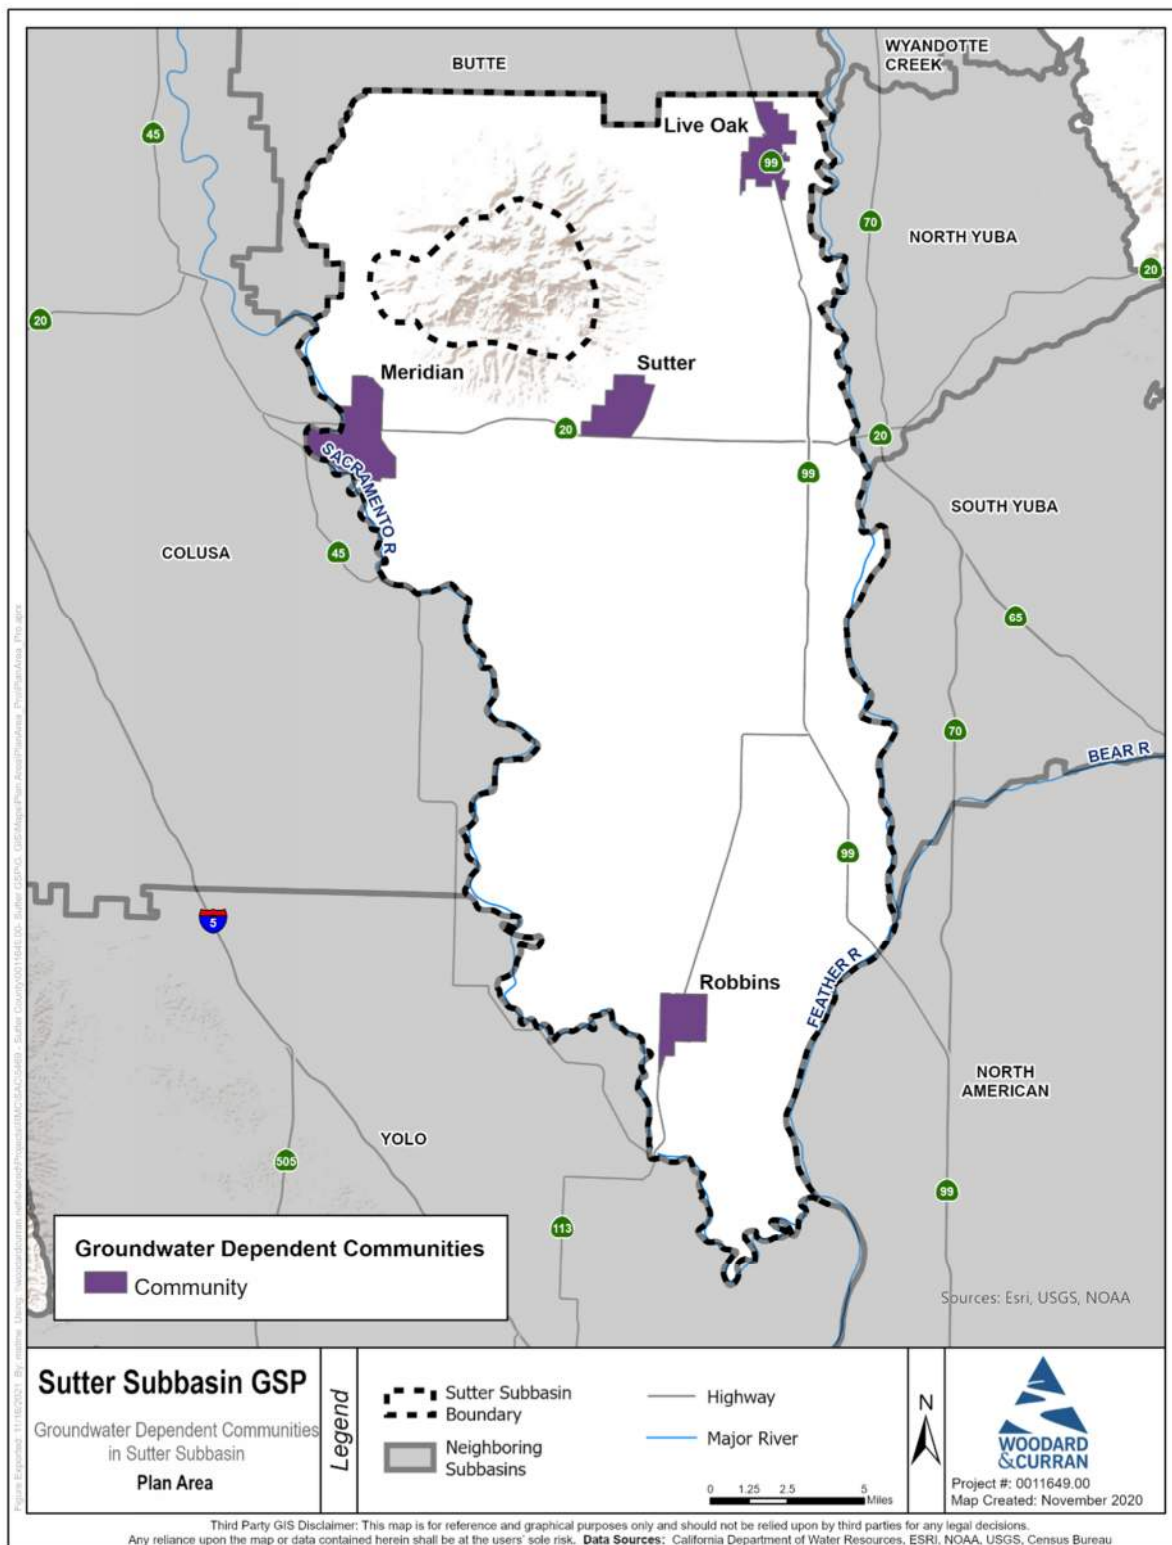 BUTTE
WYANDOTTE
CREEK
45
Live Oak
99
70
NORTH YUBA
20
20
Meridian
Sutter
20
20
99
SACRAMENTO R
SOUTH YUBA
COLUSA
45
65
70
BEAR R
99
5
Robbins
FEATHER R
NORTH
AMERICAN
YOLO
505
99
113
Groundwater Dependent Communities
Community
Sources: Esri, USGS, NOAA
Sutter Subbasin GSP
Groundwater Dependent Communities
in Sutter Subbasin
Plan Area
Legend
Sutter Subbasin
Boundary
Neighboring
Subbasins
Highway
Major River
0 1.25 2.5 5
Miles
N
WOODARD
&CURRAN
Project #: 0011649.00
Map Created: November 2020
Third Party GIS Disclaimer: This map is for reference and graphical purposes only and should not be relied upon by third parties for any legal decisions.
Any reliance upon the map or data contained herein shall be at the users' sole risk. Data Sources: California Department of Water Resources, ESRI, NOAA, USGS, Census Bureau